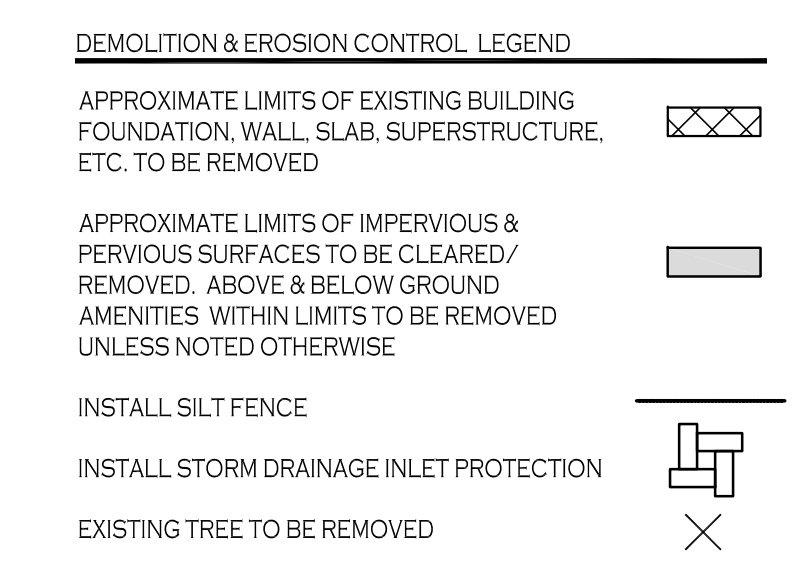 DEMOLITION & EROSION CONTROL LEGEND
APPROXIMATE LIMITS OF EXISTING BUILDING
FOUNDATION, WALL, SLAB, SUPERSTRUCTURE,
ETC. TO BE REMOVED
APPROXIMATE LIMITS OF IMPERVIOUS &
PERVIOUS SURFACES TO BE CLEARED/
REMOVED. ABOVE & BELOW GROUND
AMENITIES WITHIN LIMITS TO BE REMOVED
UNLESS NOTED OTHERWISE
INSTALL SILT FENCE
INSTALL STORM DRAINAGE INLET PROTECTION
EXISTING TREE TO BE REMOVED